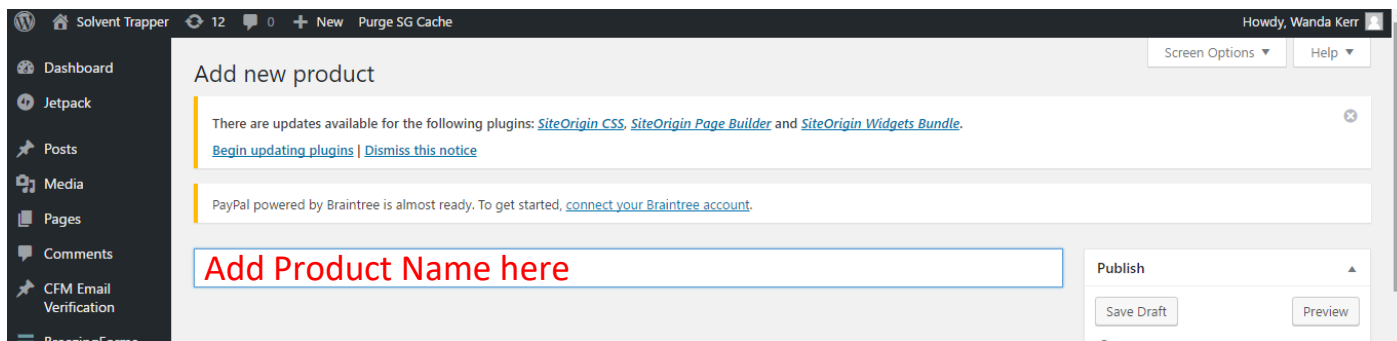 Solvent Trapper 12 0 + New Purge SG Cache Howdy, Wanda Kerr
Screen Options ▼ Help ▼
Dashboard
Jetpack
Posts
Media
Pages
Comments
CFM Email
Verification
Add new product
There are updates available for the following plugins: SiteOrigin CSS, SiteOrigin Page Builder and SiteOrigin Widgets Bundle.
Begin updating plugins | Dismiss this notice
PayPal powered by Braintree is almost ready. To get started, connect your Braintree account.
Add Product Name here
Publish
Save Draft Preview